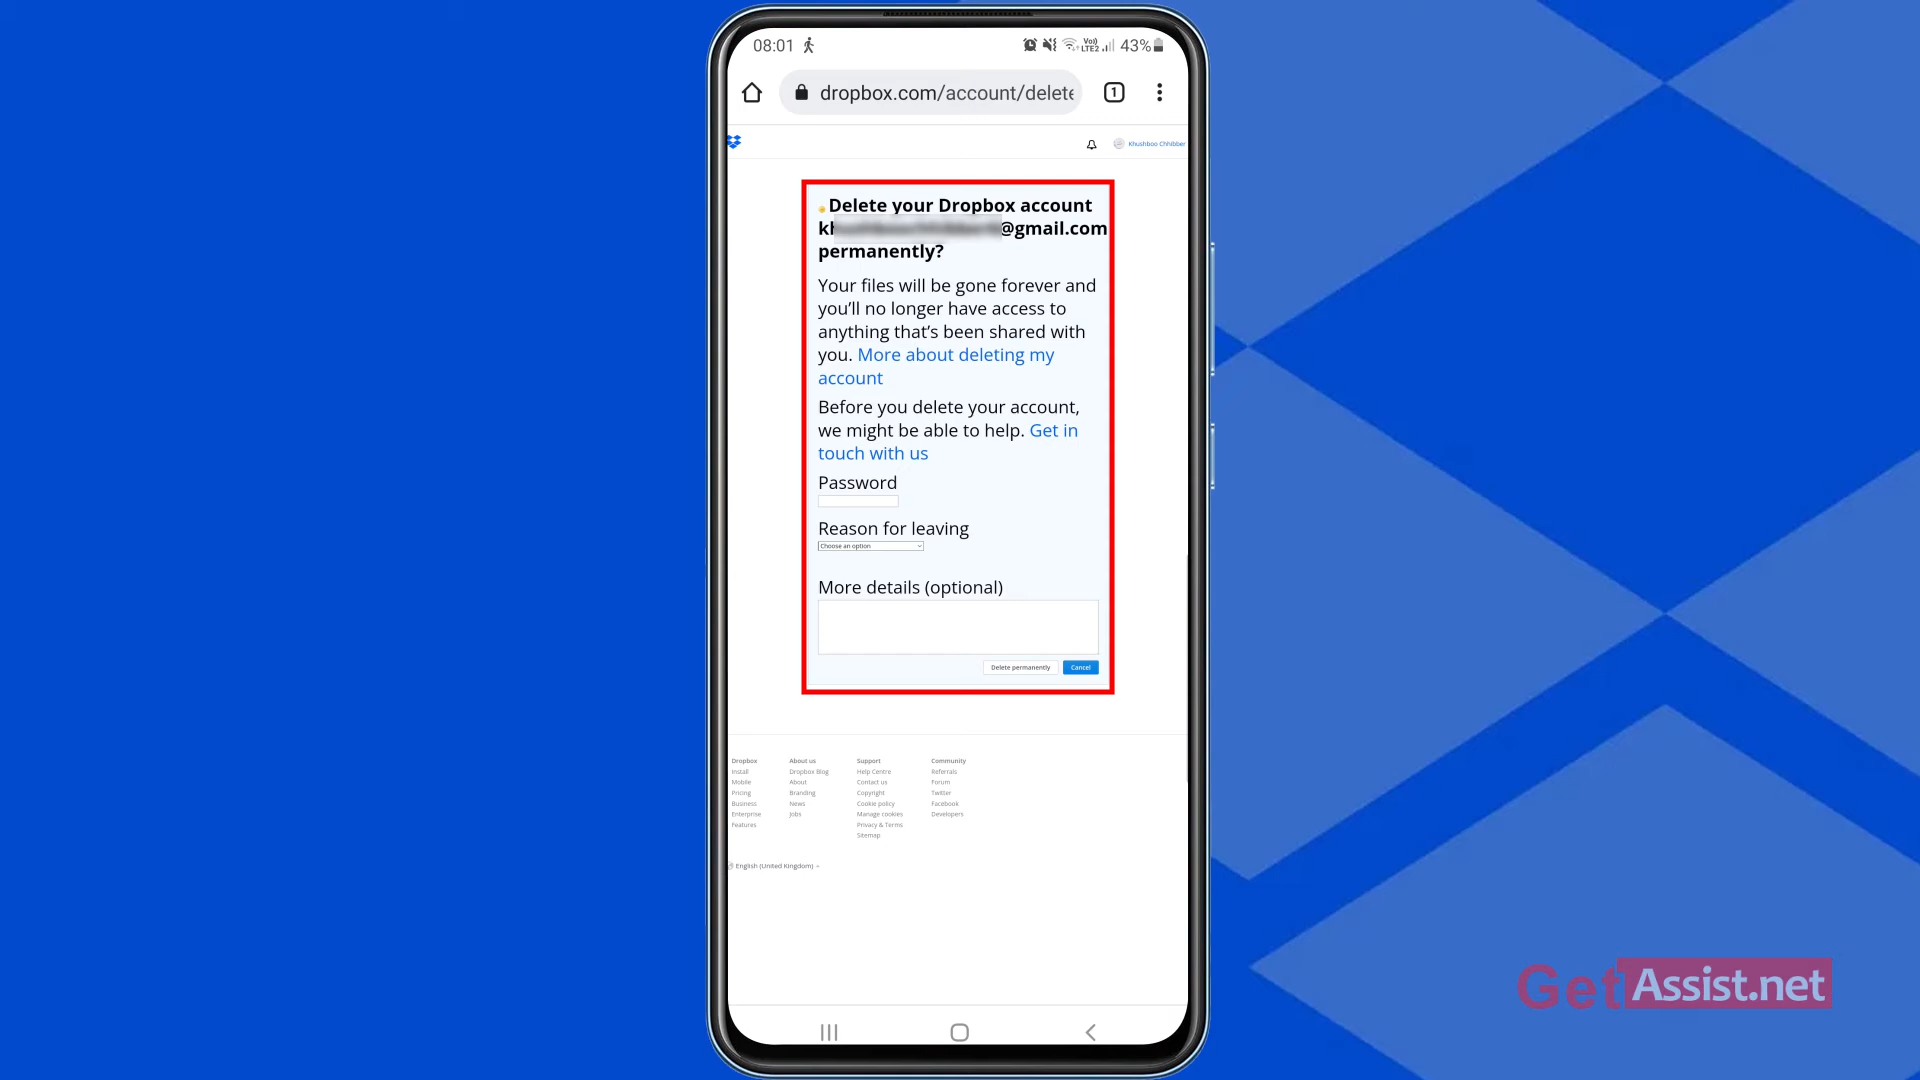 08:01 Vo)) LTE2 43%
dropbox.com/account/delete
1
Khushboo Chhibber
Delete your Dropbox account
@gmail.com
permanently?
Your files will be gone forever and
you’ll no longer have access to
anything that’s been shared with
you. More about deleting my
account
Before you delete your account,
we might be able to help. Get in
touch with us
Password
Reason for leaving
Choose an option
More details (optional)
Delete permanently Cancel
Dropbox About us Support Community
Install Dropbox Blog Help Centre Referrals
Mobile About Contact us Forum
Pricing Branding Copyright Twitter
Business News Cookie policy Facebook
Enterprise Jobs Manage cookies Developers
Features Privacy & Terms
Sitemap
English (United Kingdom)
GetAssist.net